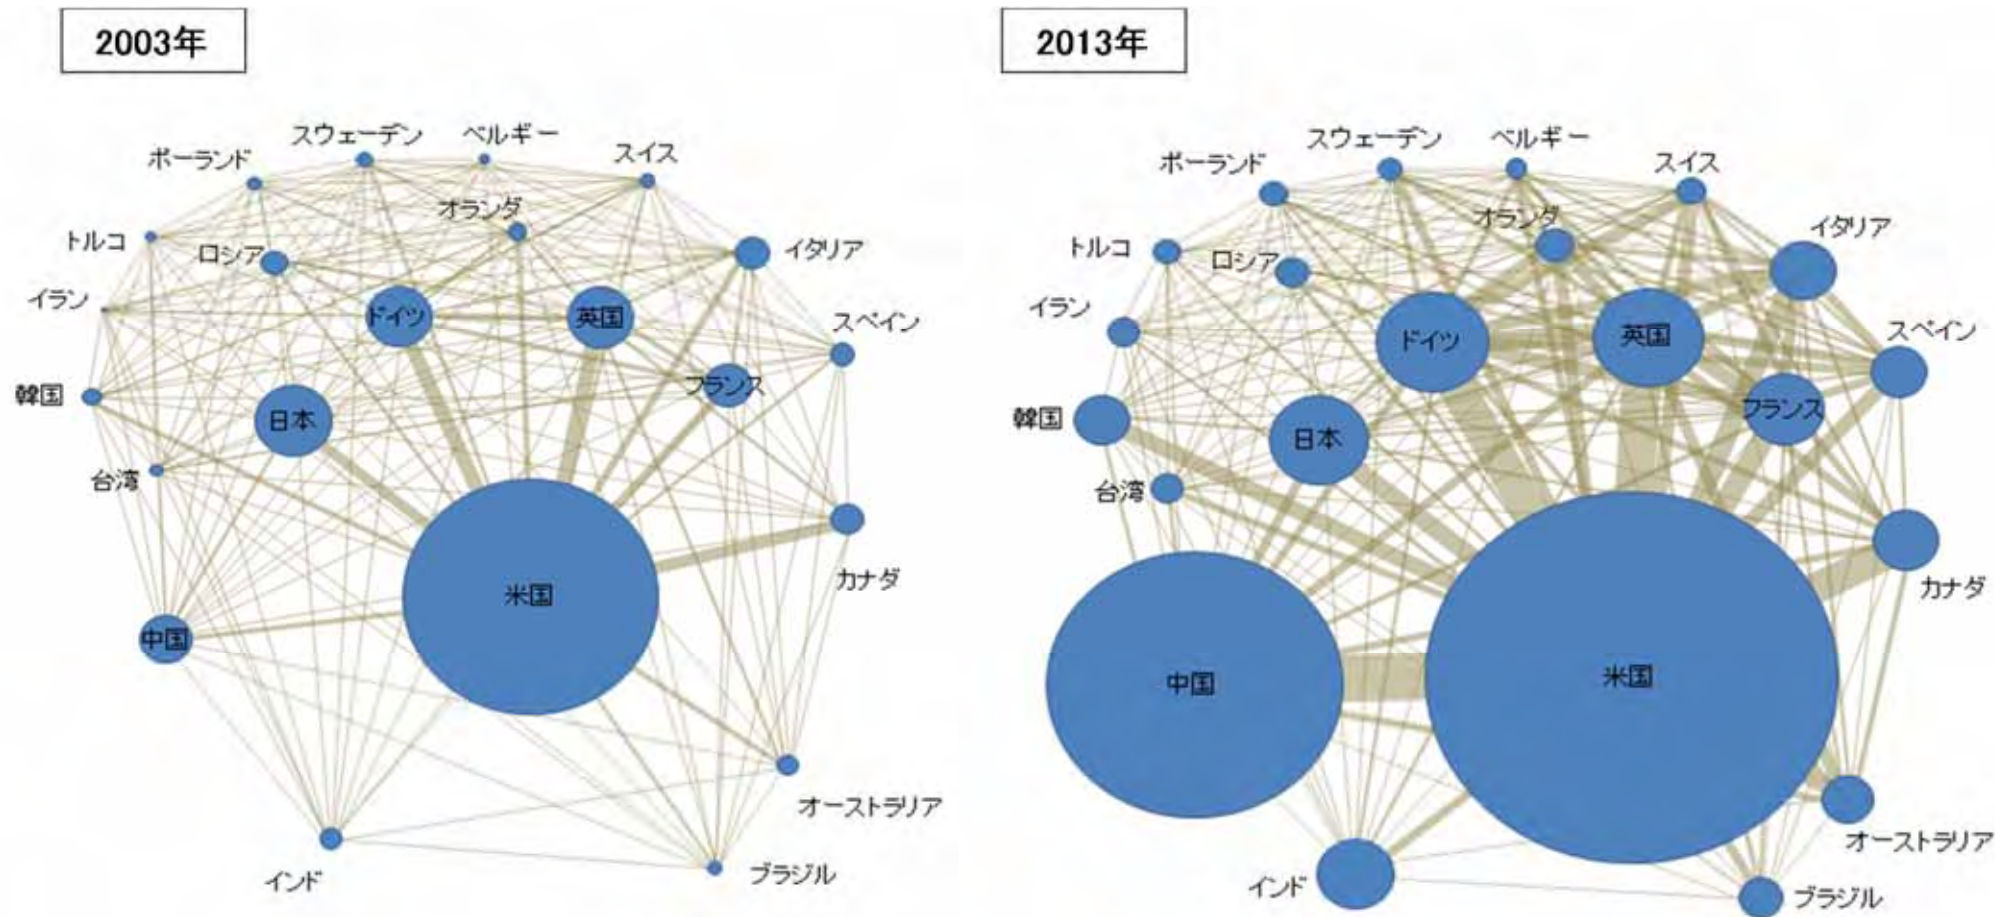 2003年
スウェーデン
ベルギー
ポーランド
スイス
オランダ
トルコ
ロシア
イタリア
イラン
ドイツ
英国
スペイン
韓国
日本
フランス
台湾
カナダ
米国
中国
オーストラリア
インド
ブラジル
2013年
スウェーデン
ベルギー
ポーランド
スイス
オランダ
イタリア
トルコ
ロシア
イラン
ドイツ
英国
スペイン
韓国
日本
フランス
台湾
カナダ
中国
米国
オーストラリア
インド
ブラジル